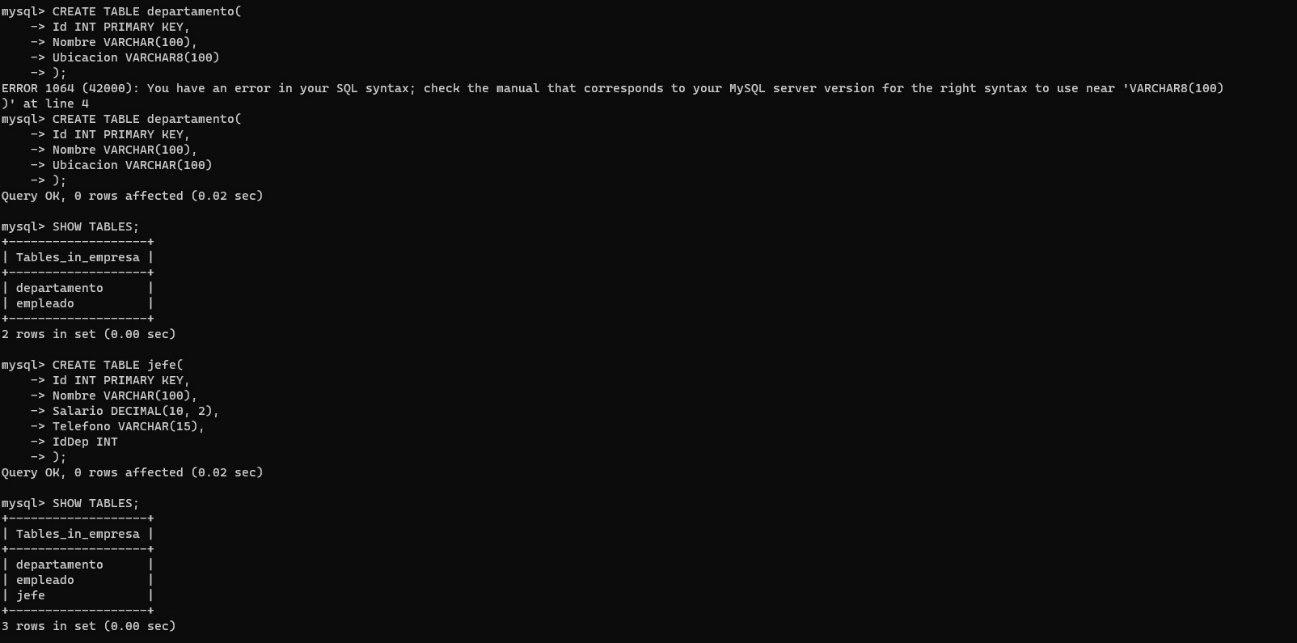 mysql> CREATE TABLE departamento(
    -> Id INT PRIMARY KEY,
    -> Nombre VARCHAR(100),
    -> Ubicacion VARCHAR8(100)
    -> );
ERROR 1064 (42000): You have an error in your SQL syntax; check the manual that corresponds to your MySQL server version for the right syntax to use near 'VARCHAR8(100)
)' at line 4
mysql> CREATE TABLE departamento(
    -> Id INT PRIMARY KEY,
    -> Nombre VARCHAR(100),
    -> Ubicacion VARCHAR(100)
    -> );
Query OK, 0 rows affected (0.02 sec)

mysql> SHOW TABLES;
+-------------------+
| Tables_in_empresa |
+-------------------+
| departamento      |
| empleado          |
+-------------------+
2 rows in set (0.00 sec)

mysql> CREATE TABLE jefe(
    -> Id INT PRIMARY KEY,
    -> Nombre VARCHAR(100),
    -> Salario DECIMAL(10, 2),
    -> Telefono VARCHAR(15),
    -> IdDep INT
    -> );
Query OK, 0 rows affected (0.02 sec)

mysql> SHOW TABLES;
+-------------------+
| Tables_in_empresa |
+-------------------+
| departamento      |
| empleado          |
| jefe              |
+-------------------+
3 rows in set (0.00 sec)